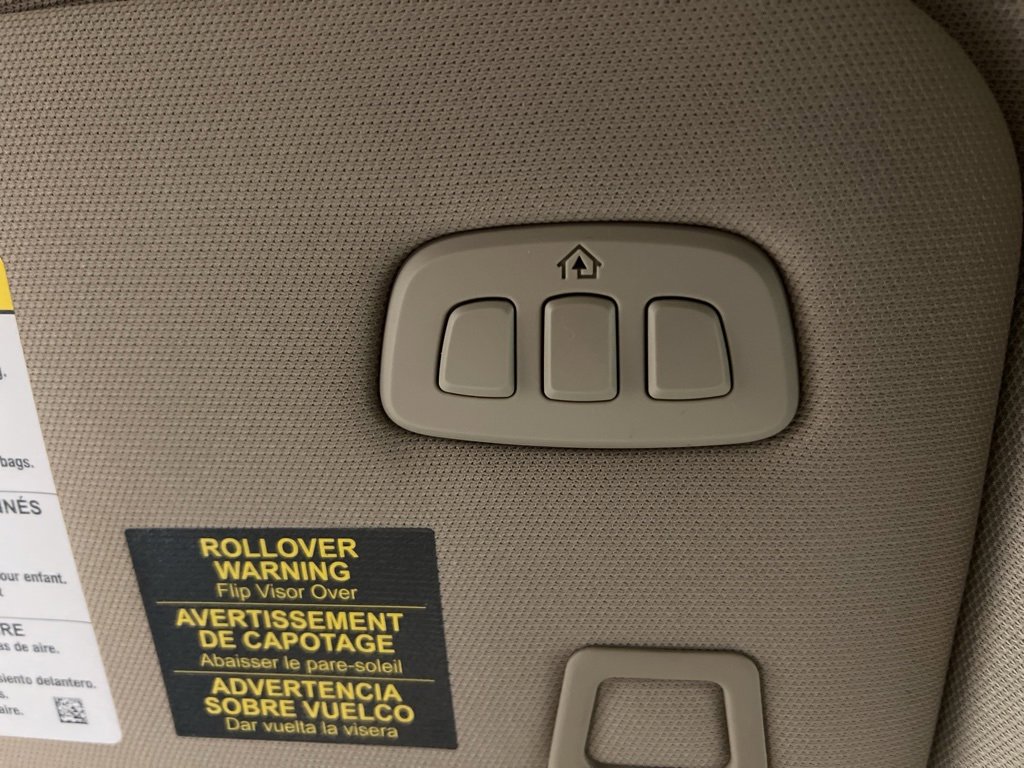 bags.
NÉS
our enfant.
RE
as de aire.
siento delantero.
s.
aire.
ROLLOVER
WARNING
Flip Visor Over
AVERTISSEMENT
DE CAPOTAGE
Abaisser le pare-soleil
ADVERTENCIA
SOBRE VUELCO
Dar vuelta la visera